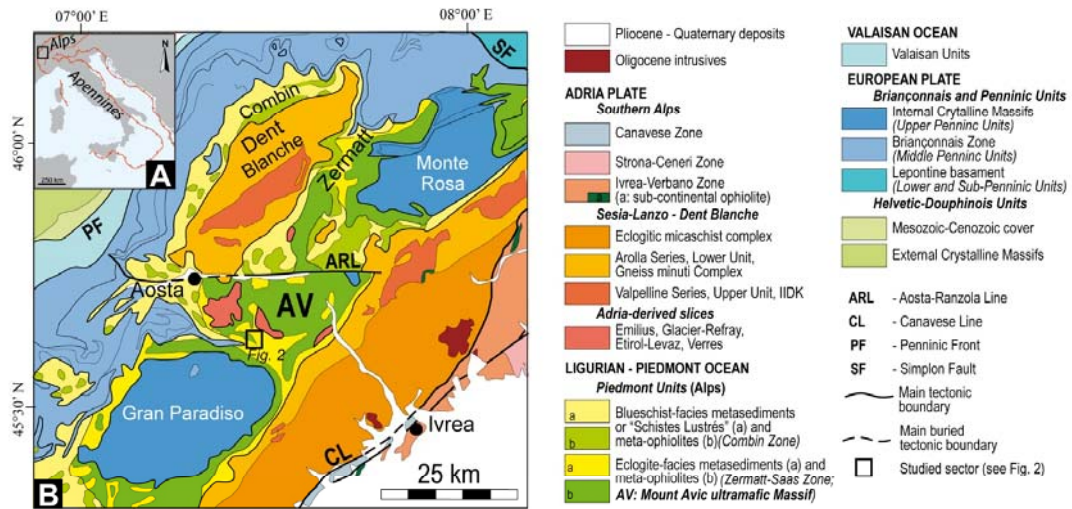 07°00' E
08°00' E
Alps
N
Apennines
250 km
A
46°00' N
45°30' N
SF
Combin
Dent
Blanche
Zermatt
Monte
Rosa
PF
ARL
Aosta
AV
Fig. 2
Gran Paradiso
Ivrea
CL
25 km
B
Pliocene - Quaternary deposits
Oligocene intrusives
ADRIA PLATE
Southern Alps
Canavese Zone
Strona-Ceneri Zone
a
Ivrea-Verbano Zone
(a: sub-continental ophiolite)
Sesia-Lanzo - Dent Blanche
Eclogitic micaschist complex
Arolla Series, Lower Unit,
Gneiss minuti Complex
Valpelline Series, Upper Unit, IIDK
Adria-derived slices
Emilius, Glacier-Refray,
Etirol-Levaz, Verres
LIGURIAN - PIEDMONT OCEAN
Piedmont Units (Alps)
a Blueschist-facies metasediments
or "Schistes Lustrés" (a) and
b meta-ophiolites (b) (Combin Zone)
a Eclogite-facies metasediments (a) and
meta-ophiolites (b) (Zermatt-Saas Zone;
b AV: Mount Avic ultramafic Massif)
VALAISAN OCEAN
Valaisan Units
EUROPEAN PLATE
Briançonnais and Penninic Units
Internal Crytalline Massifs
(Upper Penninc Units)
Briançonnais Zone
(Middle Penninc Units)
Lepontine basament
(Lower and Sub-Penninic Units)
Helvetic-Douphinois Units
Mesozoic-Cenozoic cover
External Crystalline Massifs
ARL - Aosta-Ranzola Line
CL - Canavese Line
PF - Penninic Front
SF - Simplon Fault
Main tectonic
boundary
Main buried
tectonic boundary
Studied sector (see Fig. 2)